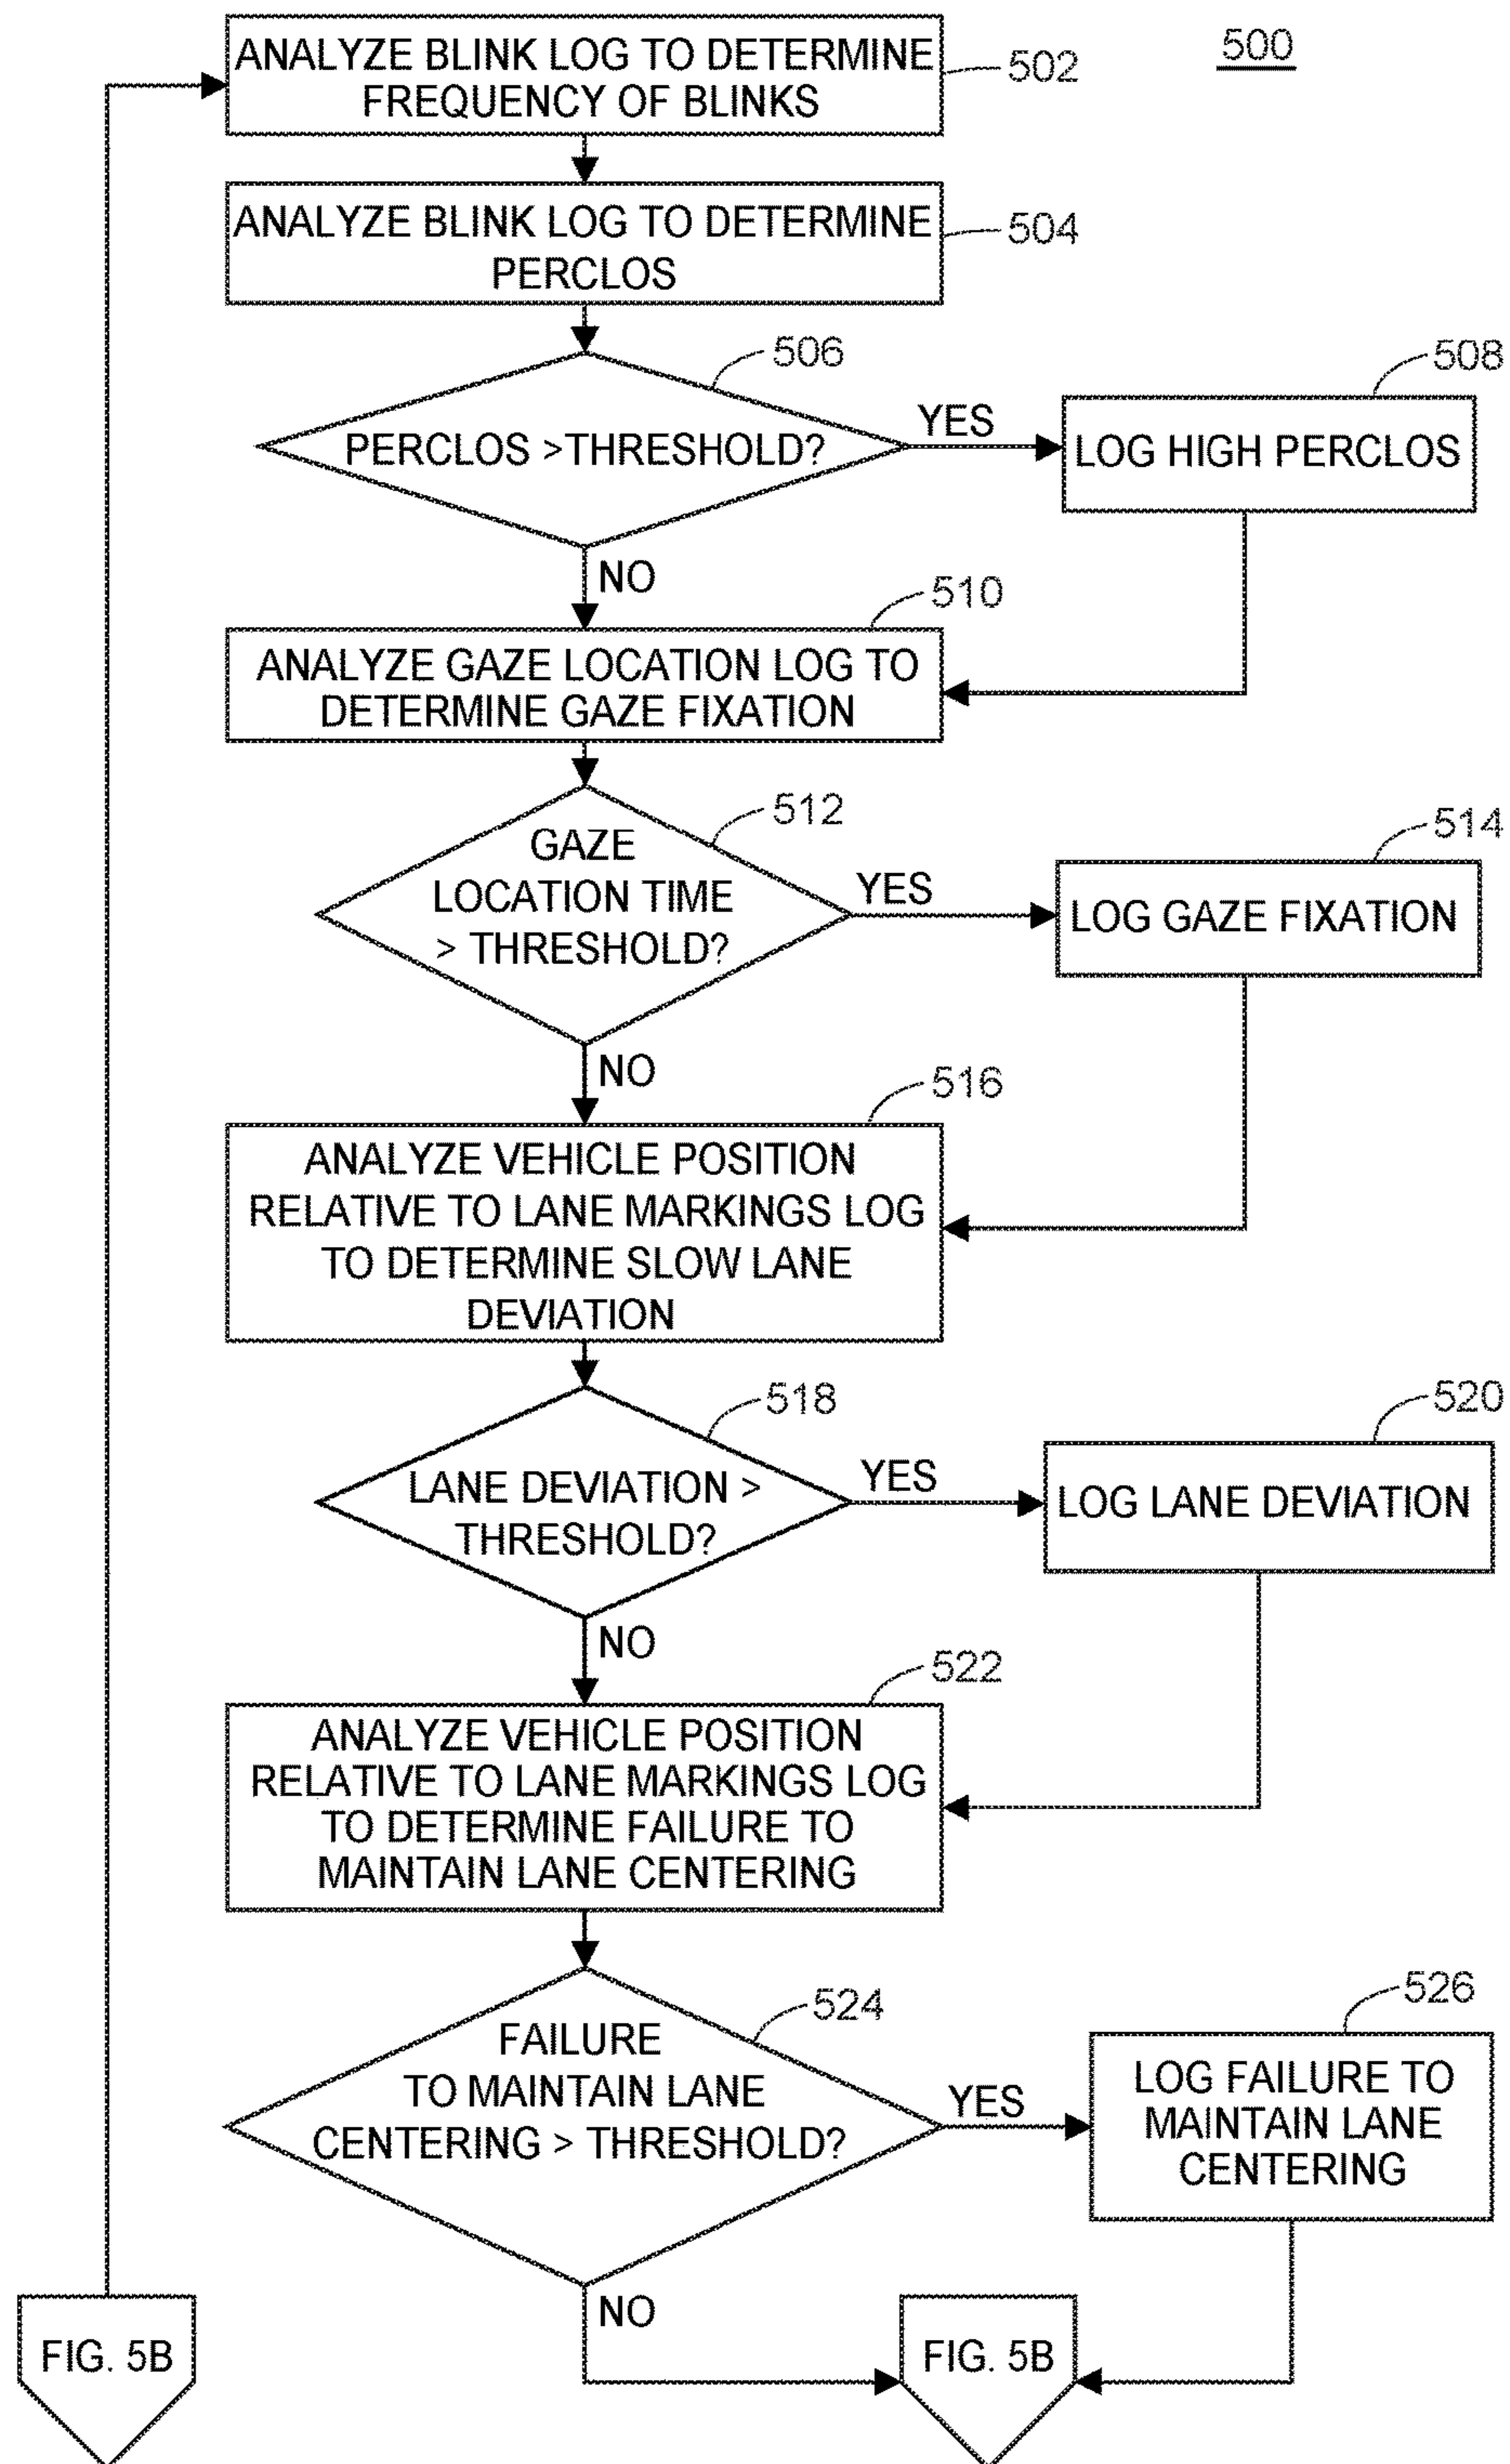 500
ANALYZE BLINK LOG TO DETERMINE
FREQUENCY OF BLINKS
502
ANALYZE BLINK LOG TO DETERMINE
PERCLOS
504
506
PERCLOS >THRESHOLD?
YES
508
LOG HIGH PERCLOS
NO
510
ANALYZE GAZE LOCATION LOG TO
DETERMINE GAZE FIXATION
512
GAZE
LOCATION TIME
> THRESHOLD?
YES
514
LOG GAZE FIXATION
NO
516
ANALYZE VEHICLE POSITION
RELATIVE TO LANE MARKINGS LOG
TO DETERMINE SLOW LANE
DEVIATION
518
LANE DEVIATION >
THRESHOLD?
YES
520
LOG LANE DEVIATION
NO
522
ANALYZE VEHICLE POSITION
RELATIVE TO LANE MARKINGS LOG
TO DETERMINE FAILURE TO
MAINTAIN LANE CENTERING
524
FAILURE
TO MAINTAIN LANE
CENTERING > THRESHOLD?
YES
526
LOG FAILURE TO
MAINTAIN LANE
CENTERING
NO
FIG. 5B
FIG. 5B